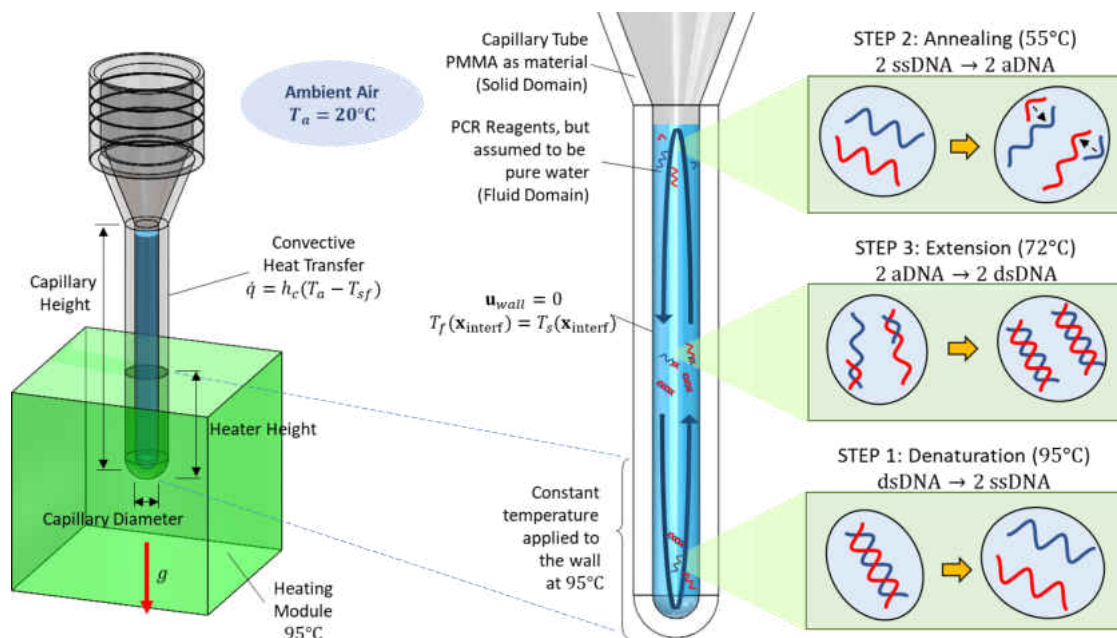 Ambient Air
Tₐ = 20°C
Convective
Heat Transfer
q̇ = h_c(Tₐ − T_sf)
Capillary
Height
Heater Height
Capillary Diameter
g
Heating
Module
95°C
Capillary Tube
PMMA as material
(Solid Domain)
PCR Reagents, but
assumed to be
pure water
(Fluid Domain)
u_wall = 0
T_f(x_interf) = T_s(x_interf)
Constant
temperature
applied to
the wall
at 95°C
STEP 2: Annealing (55°C)
2 ssDNA → 2 aDNA
STEP 3: Extension (72°C)
2 aDNA → 2 dsDNA
STEP 1: Denaturation (95°C)
dsDNA → 2 ssDNA